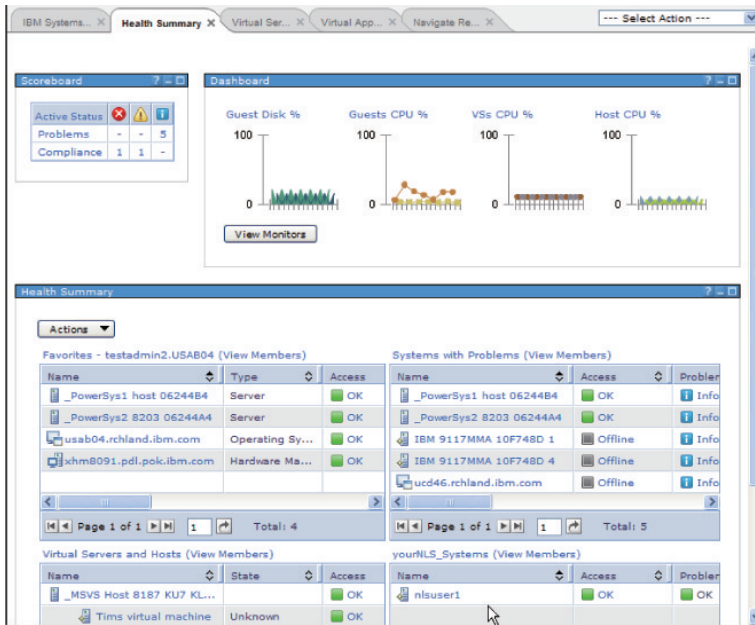 IBM Systems... X Health Summary X Virtual Ser... X Virtual App... X Navigate Re... X --- Select Action ---
Scoreboard ? Dashboard ?
Active Status
Problems - - 5
Compliance 1 1 -
Guest Disk % Guests CPU % VSs CPU % Host CPU %
100 100 100 100
0 0 0 0
View Monitors
Health Summary ?
Actions
Favorites - testadmin2.USAB04 (View Members) Systems with Problems (View Members)
Name Type Access Name Access Probler
_PowerSys1 host 06244B4 Server OK _PowerSys1 host 06244B4 OK Info
_PowerSys2 8203 06244A4 Server OK _PowerSys2 8203 06244A4 OK Info
usab04.rchland.ibm.com Operating Sy... OK IBM 9117MMA 10F748D 1 Offline Info
xhm8091.pdl.pok.ibm.com Hardware Ma... OK IBM 9117MMA 10F748D 4 Offline Info
ucd46.rchland.ibm.com Offline Info
Page 1 of 1 1 Total: 4 Page 1 of 1 1 Total: 5
Virtual Servers and Hosts (View Members) yourNLS_Systems (View Members)
Name State Access Name Access Probler
_MSVS Host 8187 KU7 KL... OK nlsuser1 OK OK
Tims virtual machine Unknown OK